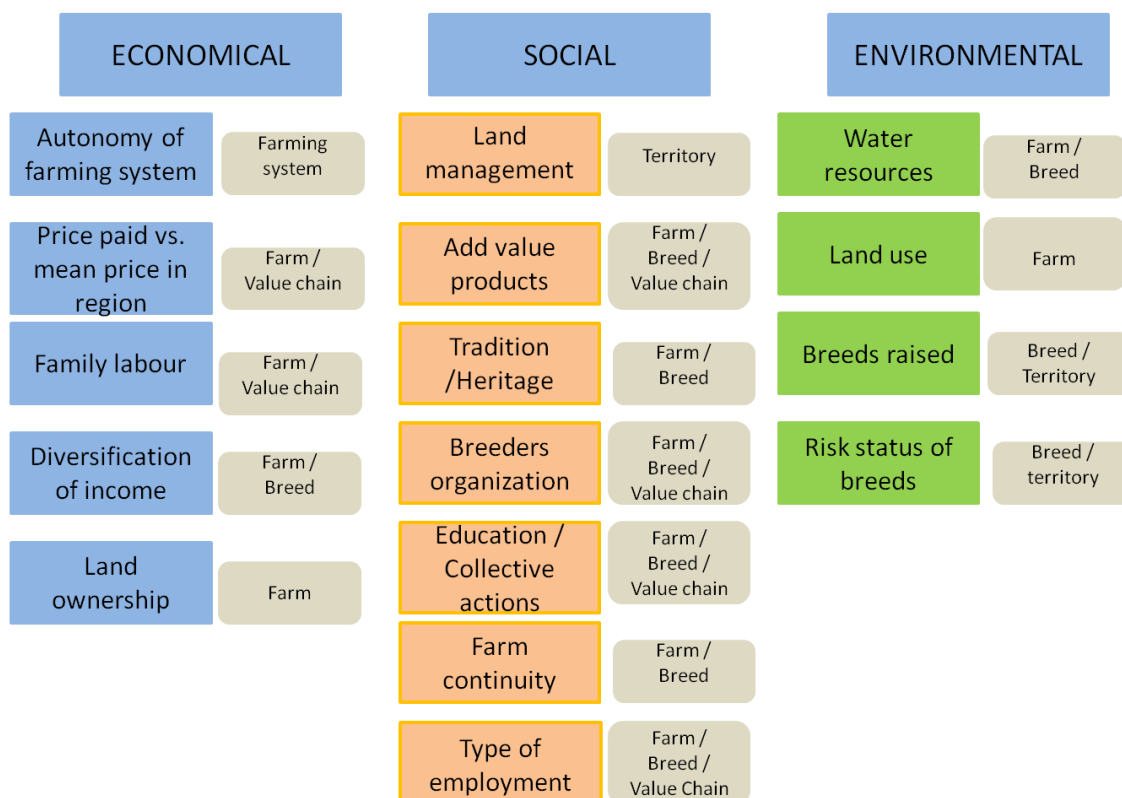 ECONOMICAL
SOCIAL
ENVIRONMENTAL
Autonomy of
farming system
Farming
system
Price paid vs.
mean price in
region
Farm /
Value chain
Family labour
Farm /
Value chain
Diversification
of income
Farm /
Breed
Land
ownership
Farm
Land
management
Territory
Add value
products
Farm /
Breed /
Value chain
Tradition
/Heritage
Farm /
Breed
Breeders
organization
Farm /
Breed /
Value chain
Education /
Collective
actions
Farm /
Breed /
Value chain
Farm
continuity
Farm /
Breed
Type of
employment
Farm /
Breed /
Value Chain
Water
resources
Farm /
Breed
Land use
Farm
Breeds raised
Breed /
Territory
Risk status of
breeds
Breed /
territory